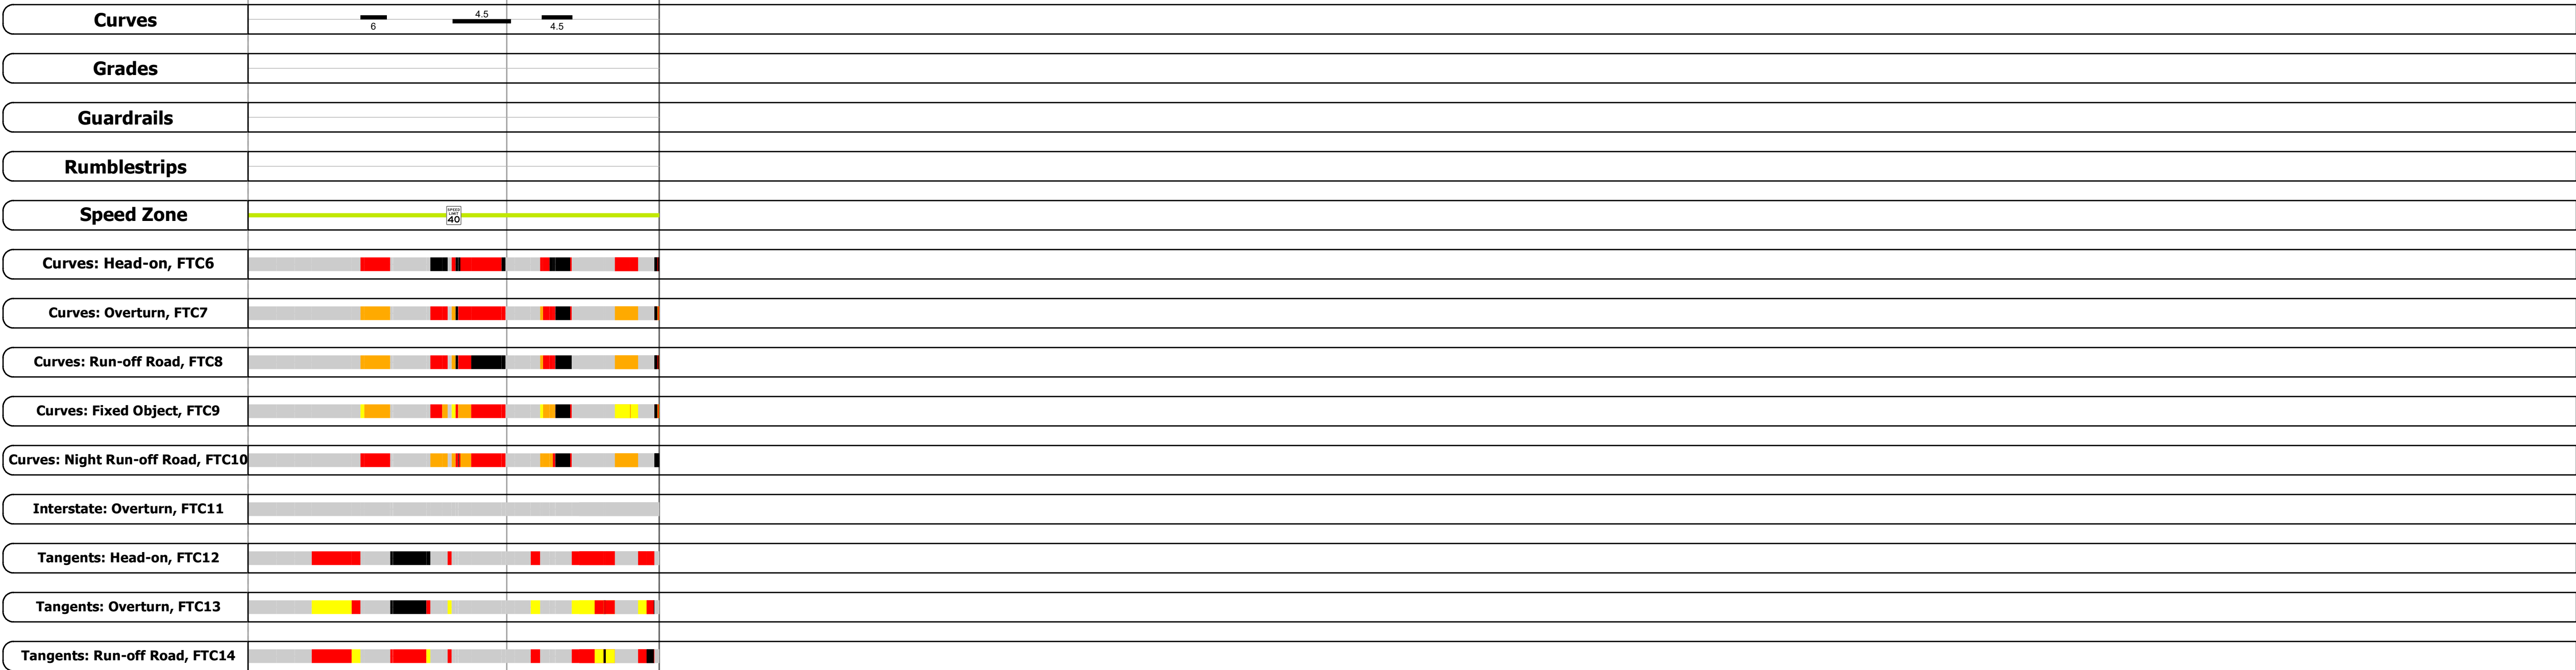 Curves
6
4.5
4.5
Grades
Guardrails
Rumblestrips
Speed Zone
SPEED
LIMIT
40
Curves: Head-on, FTC6
Curves: Overturn, FTC7
Curves: Run-off Road, FTC8
Curves: Fixed Object, FTC9
Curves: Night Run-off Road, FTC10
Interstate: Overturn, FTC11
Tangents: Head-on, FTC12
Tangents: Overturn, FTC13
Tangents: Run-off Road, FTC14